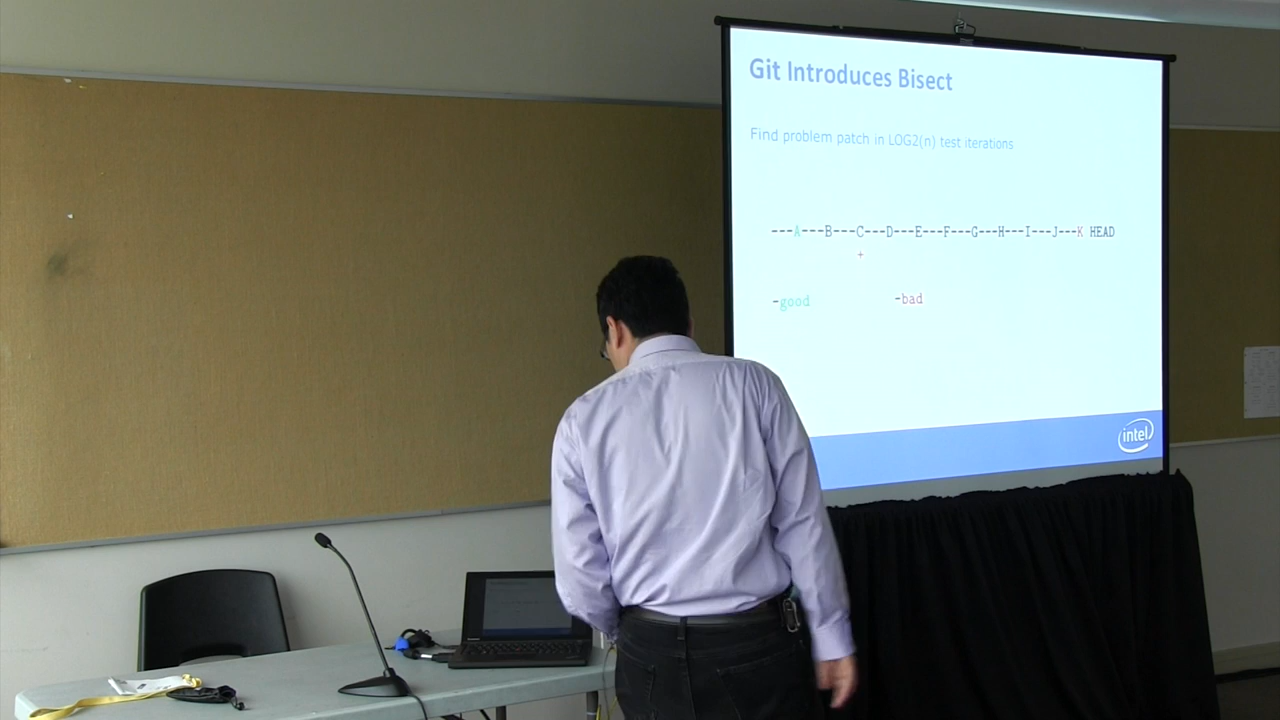 Git Introduces Bisect
Find problem patch in LOG2(n) test iterations
---A---B---C---D---E---F---G---H---I---J---K HEAD
+
-good -bad
intel